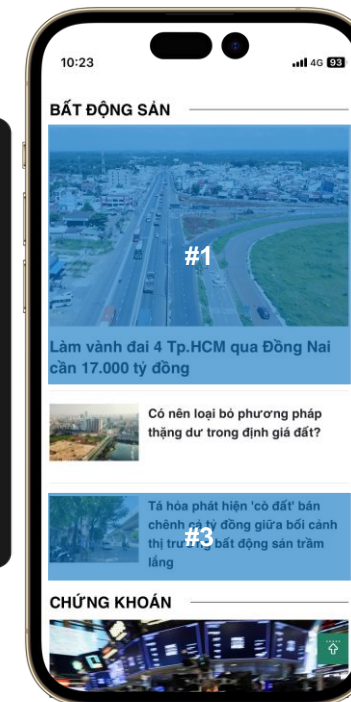 10:23
4G 93
BẤT ĐỘNG SẢN
#1
Làm vành đai 4 Tp.HCM qua Đồng Nai
cần 17.000 tỷ đồng
Có nên loại bỏ phương pháp
thặng dư trong định giá đất?
Tá hỏa phát hiện 'cò đất' bán
chênh cả tỷ đồng giữa bối cảnh
thị trường bất động sản trầm
lắng
#3
CHỨNG KHOÁN